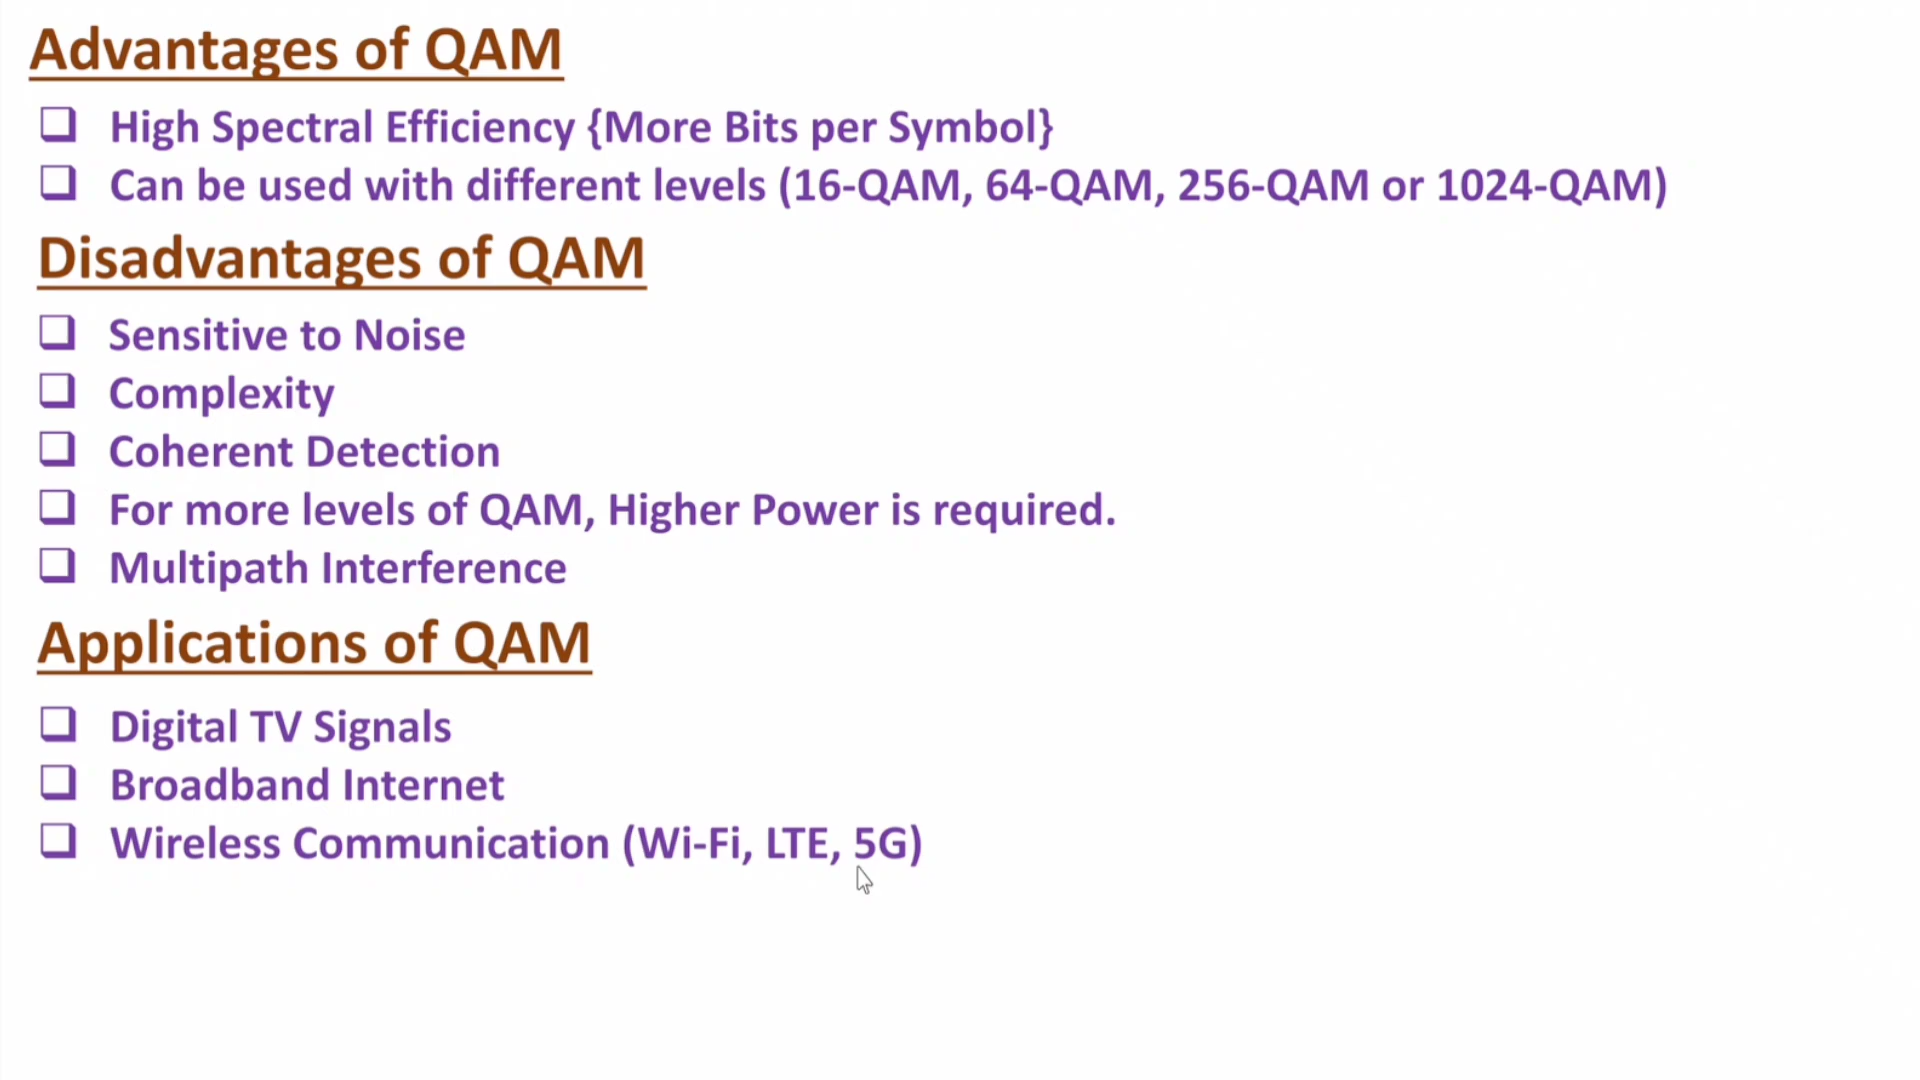 Advantages of QAM
High Spectral Efficiency {More Bits per Symbol}
Can be used with different levels (16-QAM, 64-QAM, 256-QAM or 1024-QAM)
Disadvantages of QAM
Sensitive to Noise
Complexity
Coherent Detection
For more levels of QAM, Higher Power is required.
Multipath Interference
Applications of QAM
Digital TV Signals
Broadband Internet
Wireless Communication (Wi-Fi, LTE, 5G)